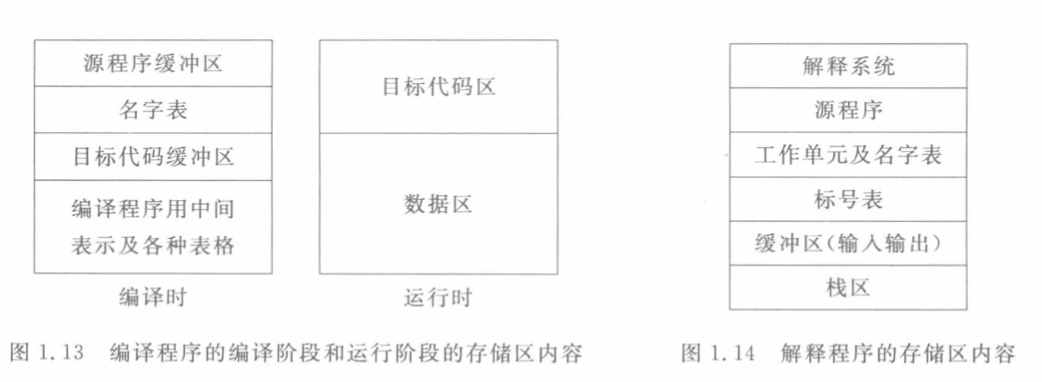 源程序缓冲区
名字表
目标代码缓冲区
编译程序用中间
表示及各种表格
编译时
目标代码区
数据区
运行时
图 1.13 编译程序的编译阶段和运行阶段的存储区内容
解释系统
源程序
工作单元及名字表
标号表
缓冲区(输入输出)
栈区
图 1.14 解释程序的存储区内容